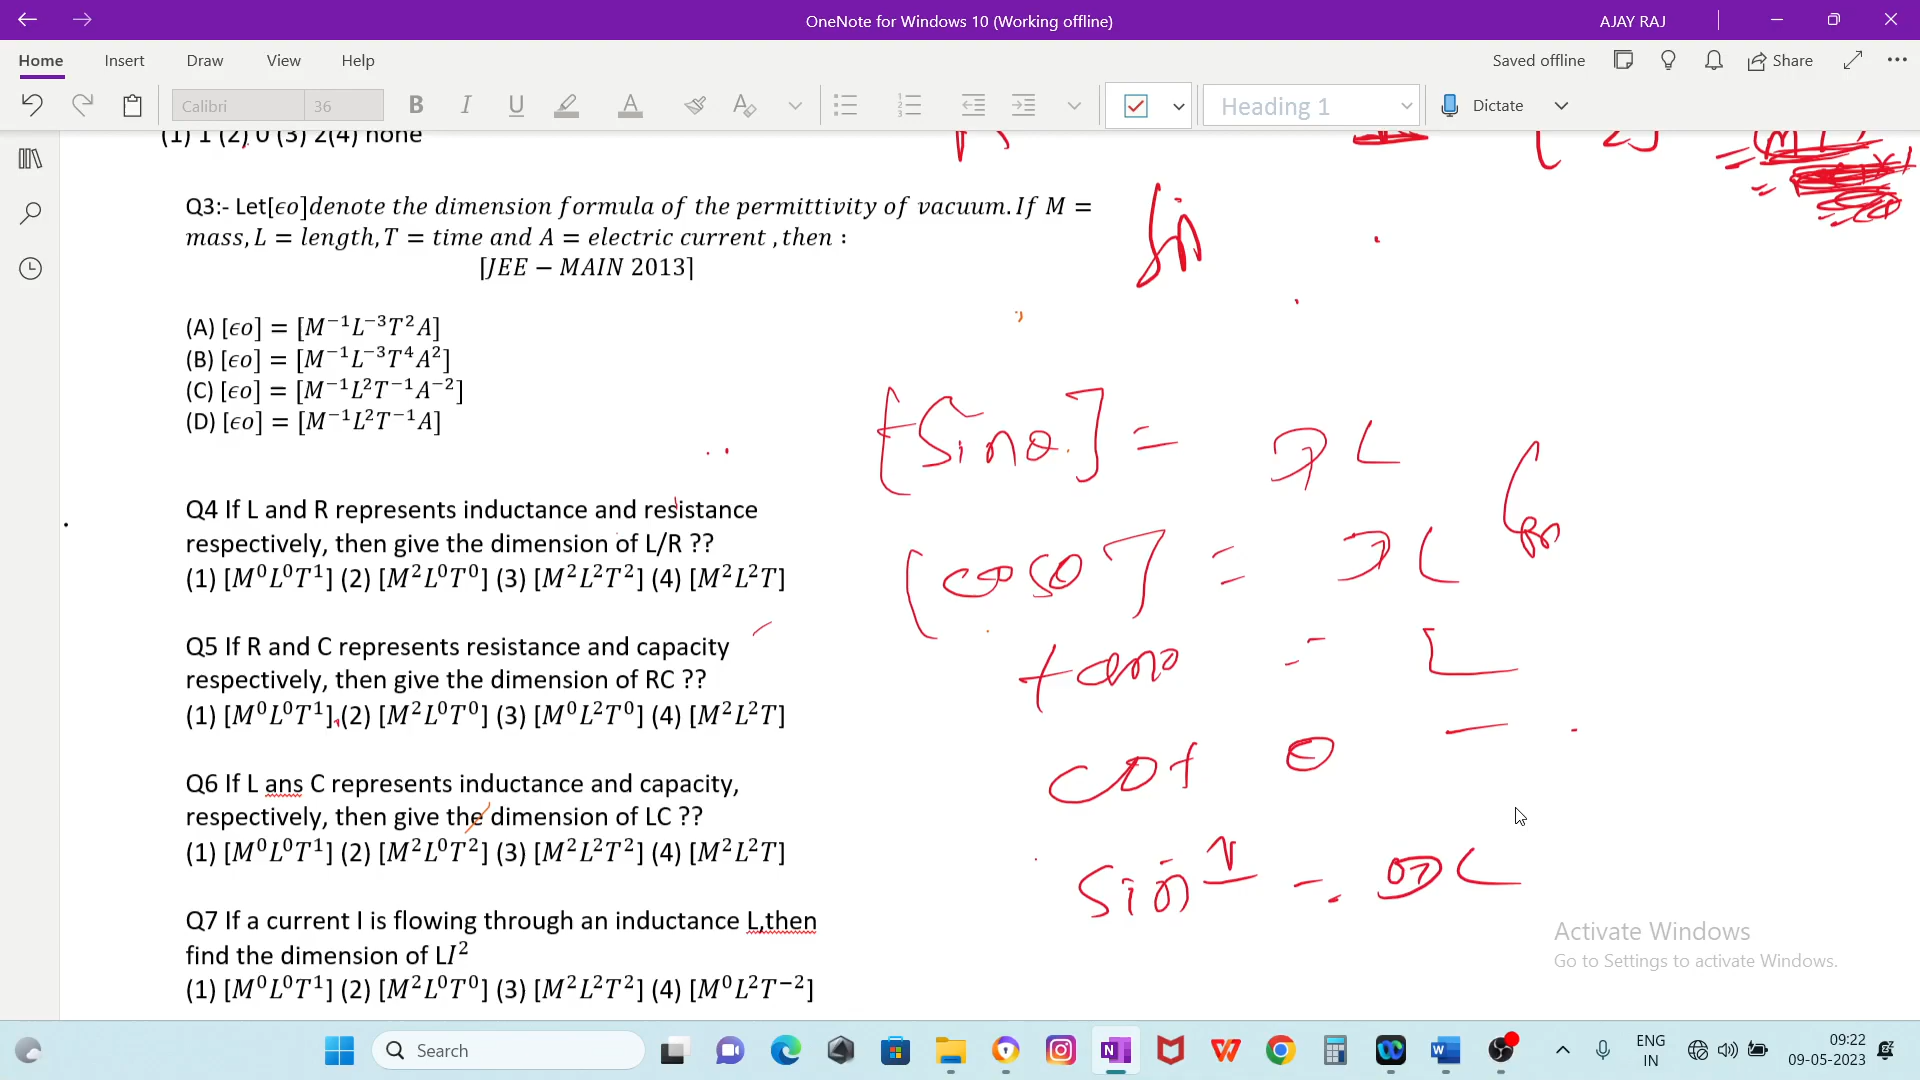 OneNote for Windows 10 (Working offline)
AJAY RAJ
Home Insert Draw View Help
Saved offline
Share
Calibri 36
B I U A
Heading 1
Dictate
(1) 1 (2) 0 (3) 2(4) none
Q3:- Let[ϵo]denote the dimension formula of the permittivity of vacuum. If M =
mass, L = length, T = time and A = electric current , then :
[JEE − MAIN 2013]
(A) [ϵo] = [M⁻¹L⁻³T²A]
(B) [ϵo] = [M⁻¹L⁻³T⁴A²]
(C) [ϵo] = [M⁻¹L²T⁻¹A⁻²]
(D) [ϵo] = [M⁻¹L²T⁻¹A]
Q4 If L and R represents inductance and resistance
respectively, then give the dimension of L/R ??
(1) [M⁰L⁰T¹] (2) [M²L⁰T⁰] (3) [M²L²T²] (4) [M²L²T]
Q5 If R and C represents resistance and capacity
respectively, then give the dimension of RC ??
(1) [M⁰L⁰T¹] (2) [M²L⁰T⁰] (3) [M⁰L²T⁰] (4) [M²L²T]
Q6 If L ans C represents inductance and capacity,
respectively, then give the dimension of LC ??
(1) [M⁰L⁰T¹] (2) [M²L⁰T²] (3) [M²L²T²] (4) [M²L²T]
Q7 If a current I is flowing through an inductance L,then
find the dimension of LI²
(1) [M⁰L⁰T¹] (2) [M²L⁰T⁰] (3) [M²L²T²] (4) [M⁰L²T−²]
[Sinθ] =
[cosθ] =
tanθ =
cot θ –
Activate Windows
Go to Settings to activate Windows.
Search
ENG
IN
09:22
09-05-2023